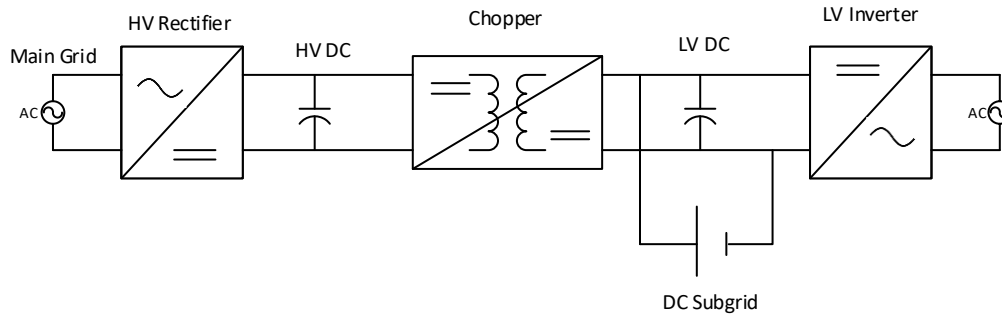 HV Rectifier
Chopper
LV Inverter
Main Grid
HV DC
LV DC
AC
AC
DC Subgrid